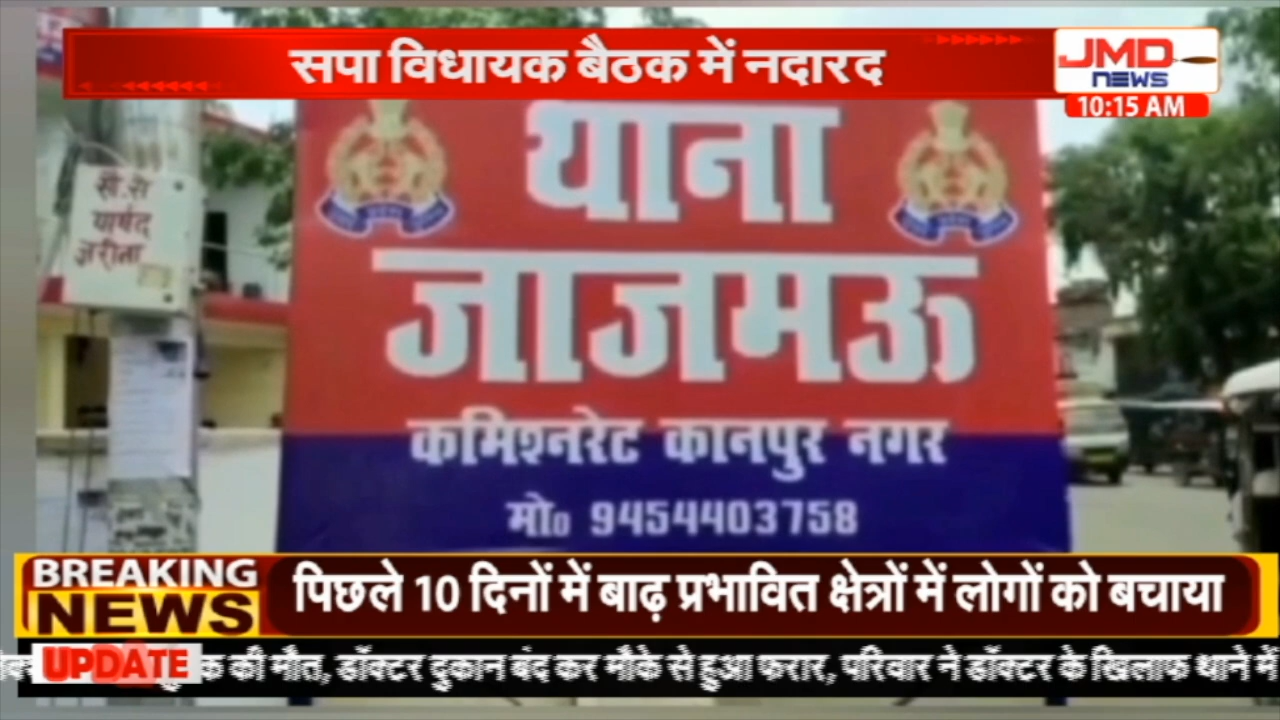 सपा विधायक बैठक में नदारद
JMD
NEWS
10:15 AM
थाना
जाजमऊ
कमिश्नरेट कानपुर नगर
मो० 9454403758
पार्षद
ज़रीना
BREAKING
NEWS
पिछले 10 दिनों में बाढ़ प्रभावित क्षेत्रों में लोगों को बचाया
UPDATE
की मौत, डॉक्टर दुकान बंद कर मौके से हुआ फरार, परिवार ने डॉक्टर के खिलाफ थाने में